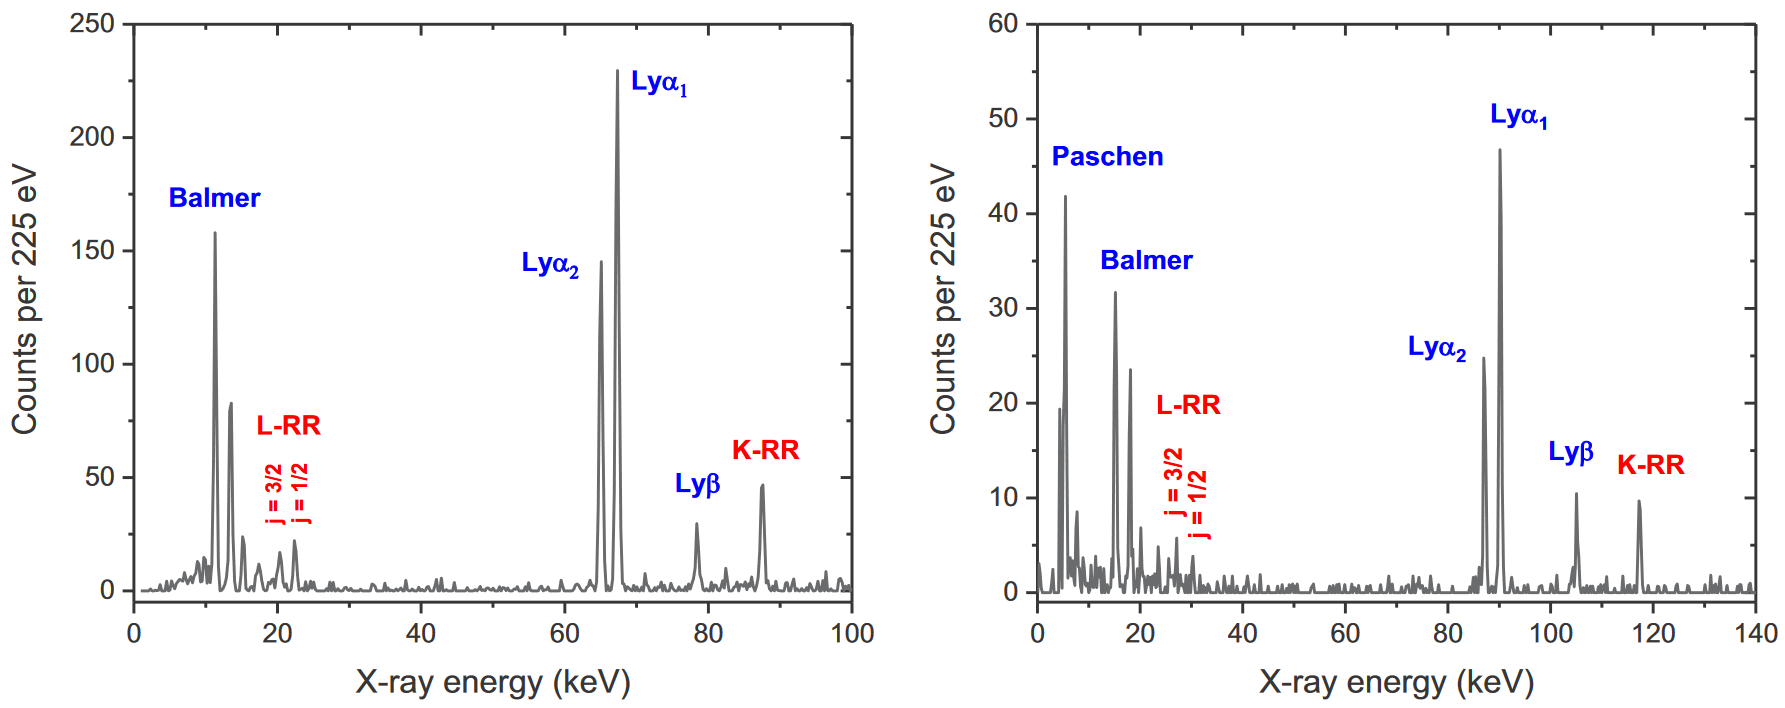 250
200
150
100
50
0
Counts per 225 eV
Balmer
L-RR
j = 3/2
j = 1/2
Lyα2
Lyα1
Lyβ
K-RR
0 20 40 60 80 100
X-ray energy (keV)
60
50
40
30
20
10
0
Counts per 225 eV
Paschen
Balmer
L-RR
j = 3/2
j = 1/2
Lyα2
Lyα1
Lyβ
K-RR
0 20 40 60 80 100 120 140
X-ray energy (keV)